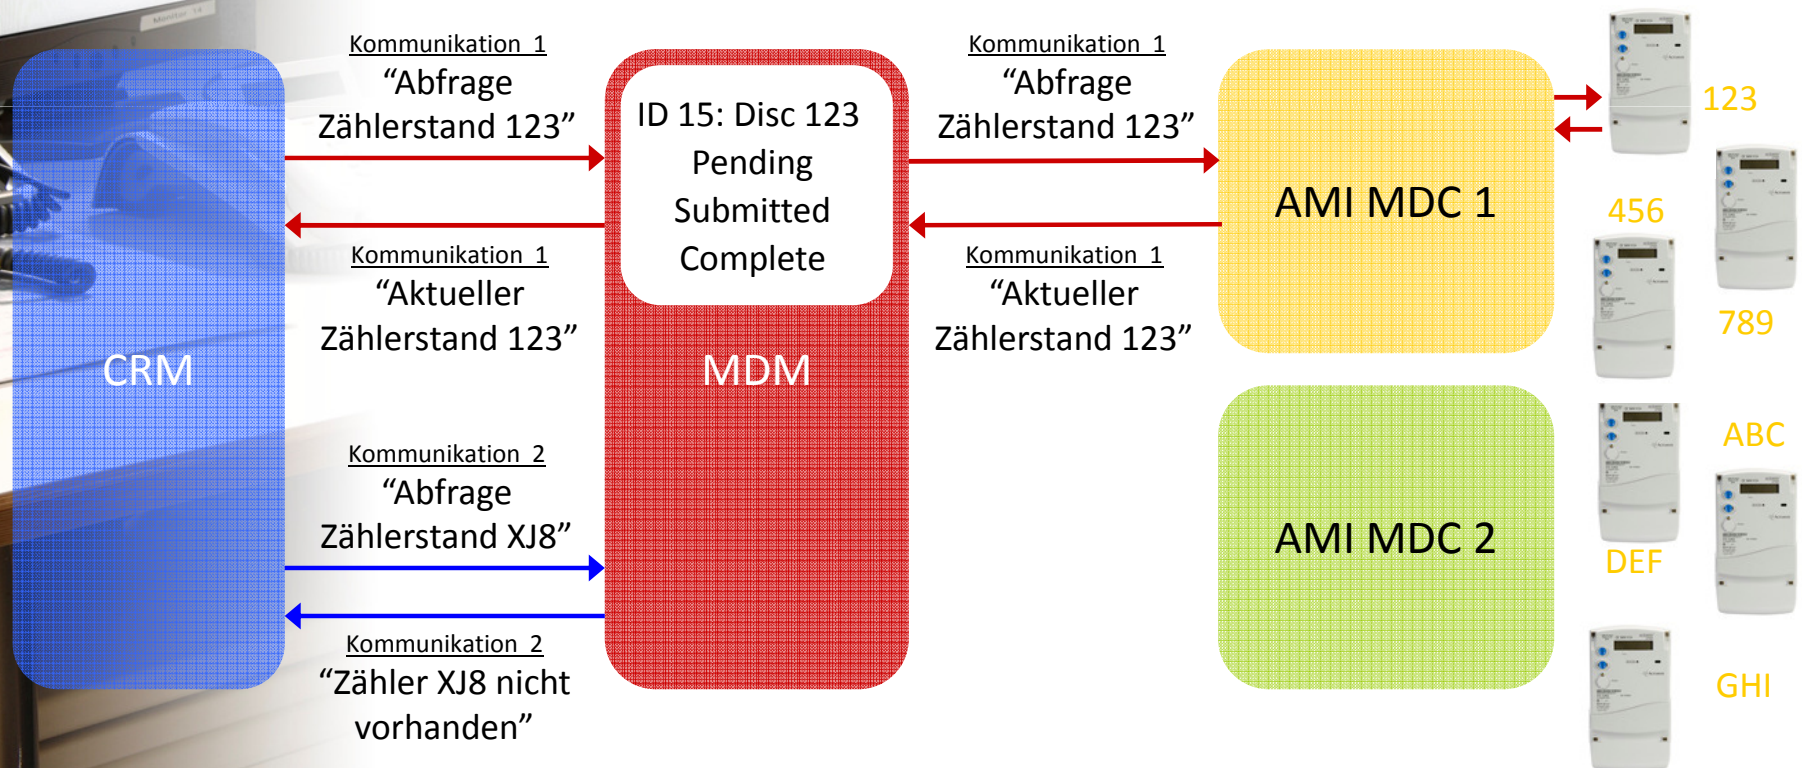 Monitor 14
Kommunikation 1
“Abfrage
Zählerstand 123”
Kommunikation 1
“Aktueller
Zählerstand 123”
CRM
Kommunikation 2
“Abfrage
Zählerstand XJ8”
Kommunikation 2
“Zähler XJ8 nicht
vorhanden”
ID 15: Disc 123
Pending
Submitted
Complete
MDM
Kommunikation 1
“Abfrage
Zählerstand 123”
Kommunikation 1
“Aktueller
Zählerstand 123”
AMI MDC 1
AMI MDC 2
123
456
789
ABC
DEF
GHI